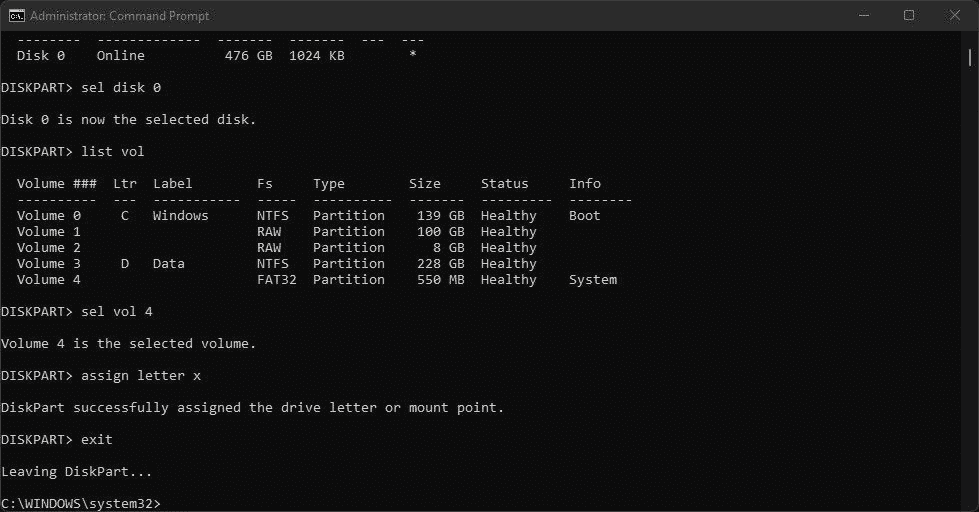 Administrator: Command Prompt
--------  -------------  -------  -------  ---  ---
Disk 0    Online          476 GB  1024 KB        *
DISKPART> sel disk 0
Disk 0 is now the selected disk.
DISKPART> list vol
Volume ###  Ltr  Label        Fs     Type        Size     Status     Info
----------  ---  -----------  -----  ----------  -------  ---------  --------
Volume 0     C   Windows      NTFS   Partition    139 GB  Healthy    Boot
Volume 1                      RAW    Partition    100 GB  Healthy
Volume 2                      RAW    Partition      8 GB  Healthy
Volume 3     D   Data         NTFS   Partition    228 GB  Healthy
Volume 4                      FAT32  Partition    550 MB  Healthy    System
DISKPART> sel vol 4
Volume 4 is the selected volume.
DISKPART> assign letter x
DiskPart successfully assigned the drive letter or mount point.
DISKPART> exit
Leaving DiskPart...
C:\WINDOWS\system32>